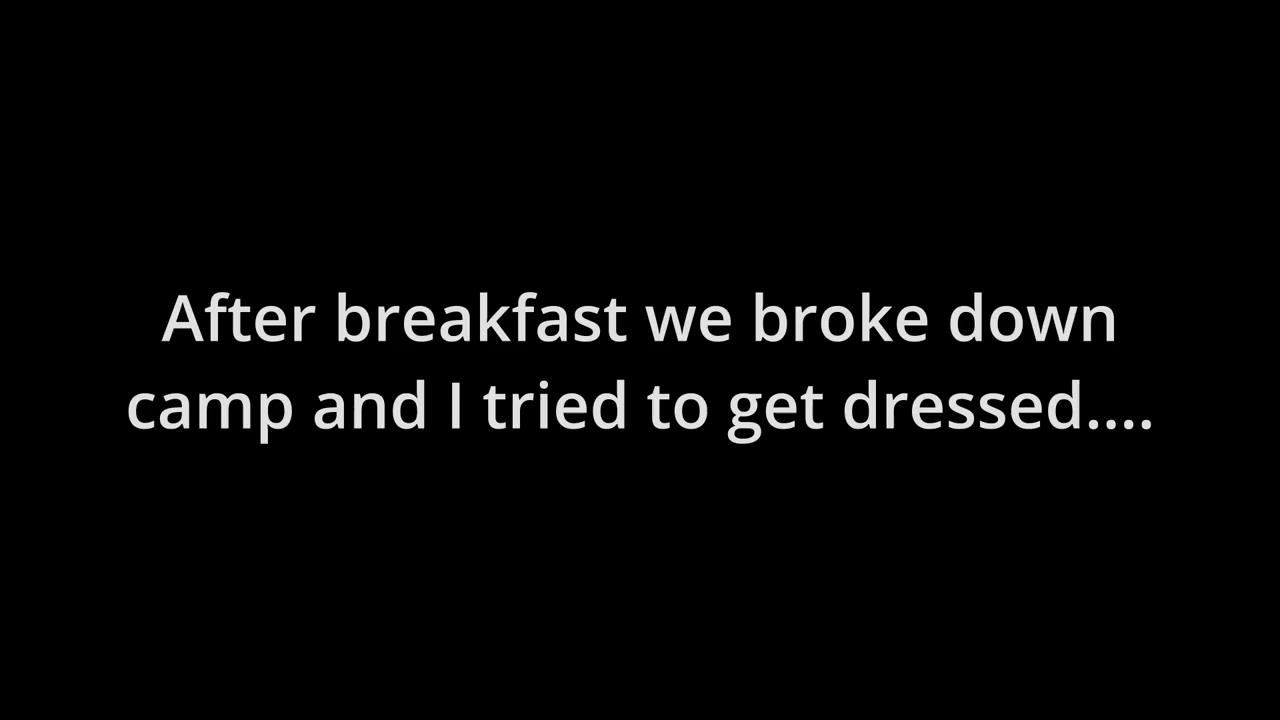 After breakfast we broke down
camp and I tried to get dressed....